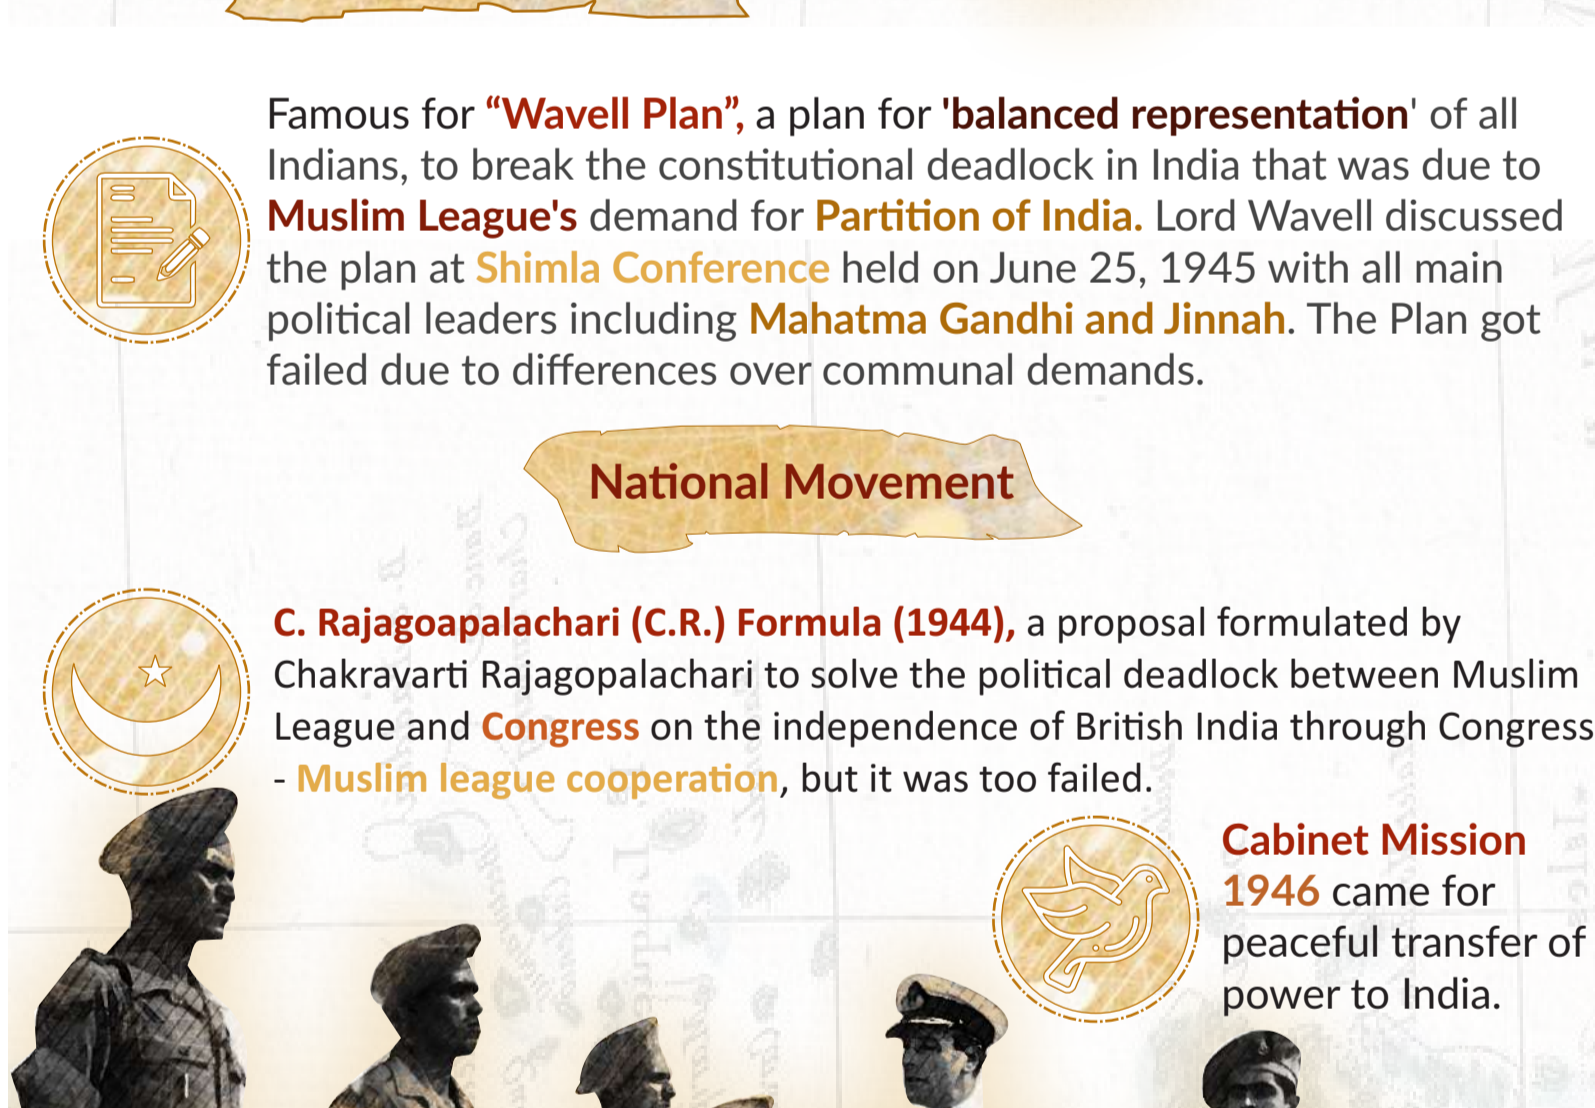 Famous for “Wavell Plan”, a plan for 'balanced representation' of all
Indians, to break the constitutional deadlock in India that was due to
Muslim League's demand for Partition of India. Lord Wavell discussed
the plan at Shimla Conference held on June 25, 1945 with all main
political leaders including Mahatma Gandhi and Jinnah. The Plan got
failed due to differences over communal demands.
National Movement
C. Rajagoapalachari (C.R.) Formula (1944), a proposal formulated by
Chakravarti Rajagopalachari to solve the political deadlock between Muslim
League and Congress on the independence of British India through Congress
- Muslim league cooperation, but it was too failed.
Cabinet Mission
1946 came for
peaceful transfer of
power to India.